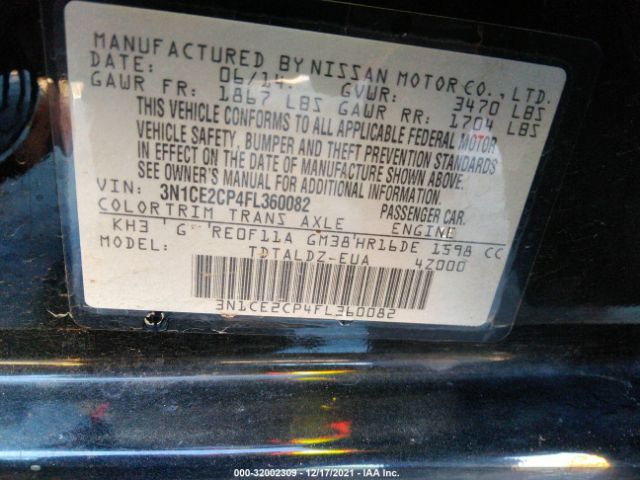 MANUFACTURED BY NISSAN MOTOR CO., LTD.
DATE: 06/14. GVWR: 3470 LBS
GAWR FR: 1867 LBS GAWR RR: 1704 LBS
THIS VEHICLE CONFORMS TO ALL APPLICABLE FEDERAL MOTOR
VEHICLE SAFETY, BUMPER AND THEFT PREVENTION STANDARDS
IN EFFECT ON THE DATE OF MANUFACTURE SHOWN ABOVE.
SEE OWNER'S MANUAL FOR ADDITIONAL INFORMATION.
VIN: 3N1CE2CP4FL360082 PASSENGER CAR.
COLOR TRIM TRANS AXLE ENGINE
KH3 'G 'RE0F11A GM38'HR16DE 1598 CC
MODEL: TDTALDZ-EUA 4Z000
3N1CE2CP4FL360082
000-32002309 - 12/17/2021 - IAA Inc.